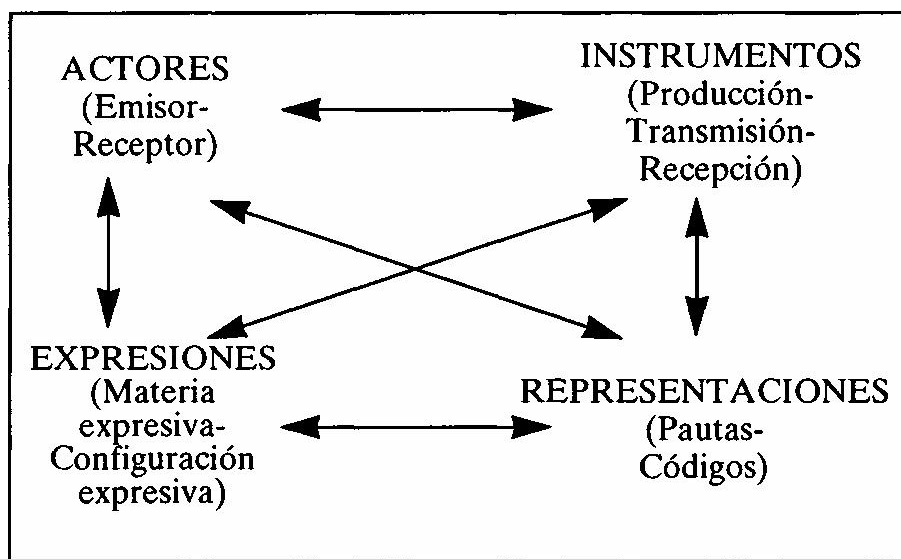 ACTORES
(Emisor-
Receptor)
INSTRUMENTOS
(Producción-
Transmisión-
Recepción)
EXPRESIONES
(Materia
expresiva-
Configuración
expresiva)
REPRESENTACIONES
(Pautas-
Códigos)